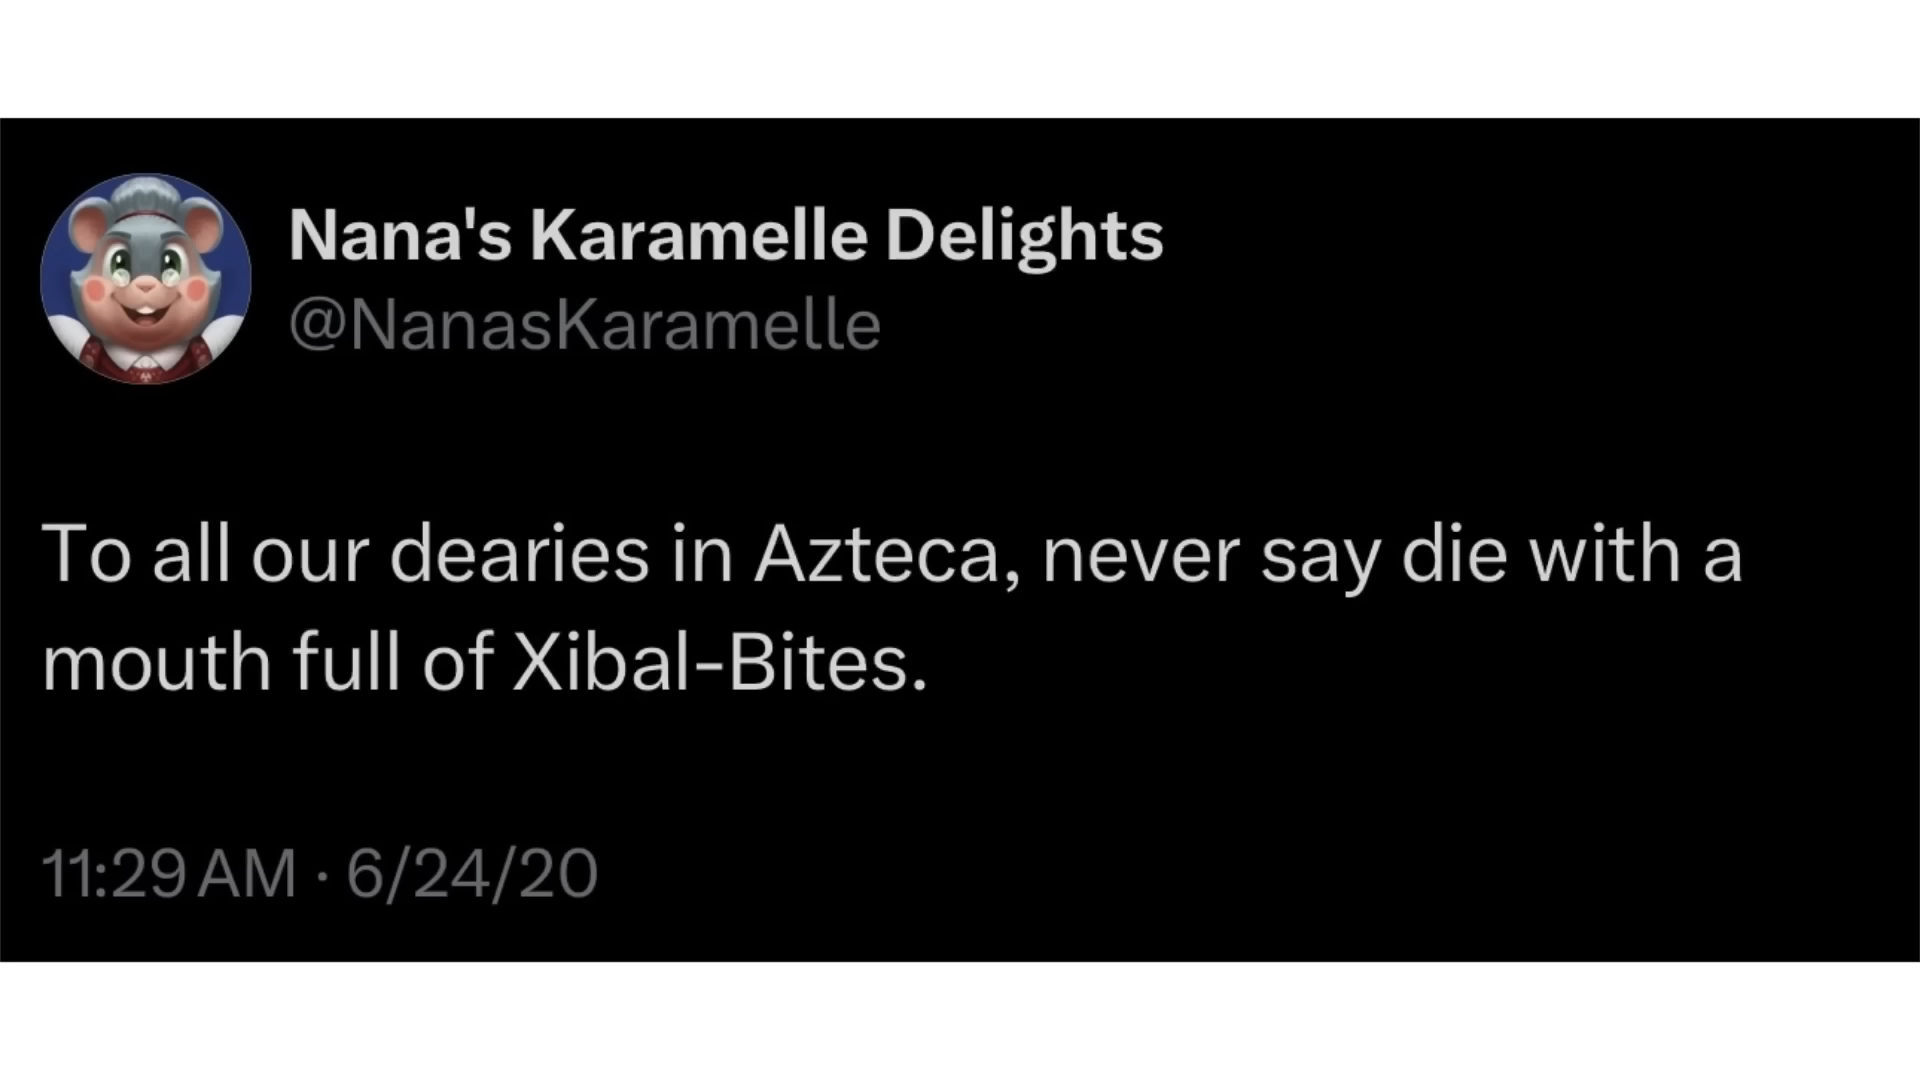 Nana's Karamelle Delights
@NanasKaramelle
To all our dearies in Azteca, never say die with a
mouth full of Xibal-Bites.
11:29 AM · 6/24/20